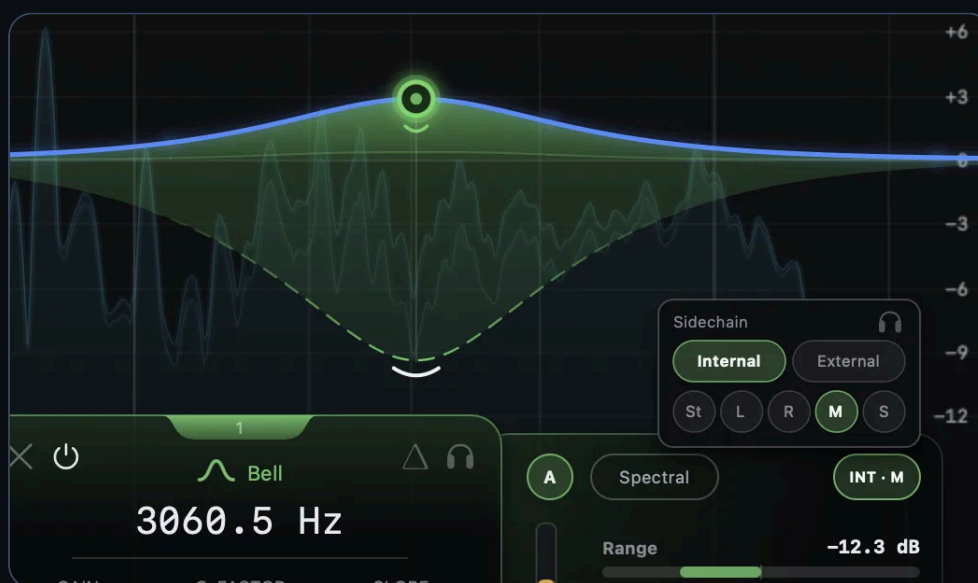 +6
+3
0
−3
−6
−9
−12
Sidechain
Internal
External
St
L
R
M
S
1
Bell
3060.5 Hz
A
Spectral
INT · M
Range
−12.3 dB